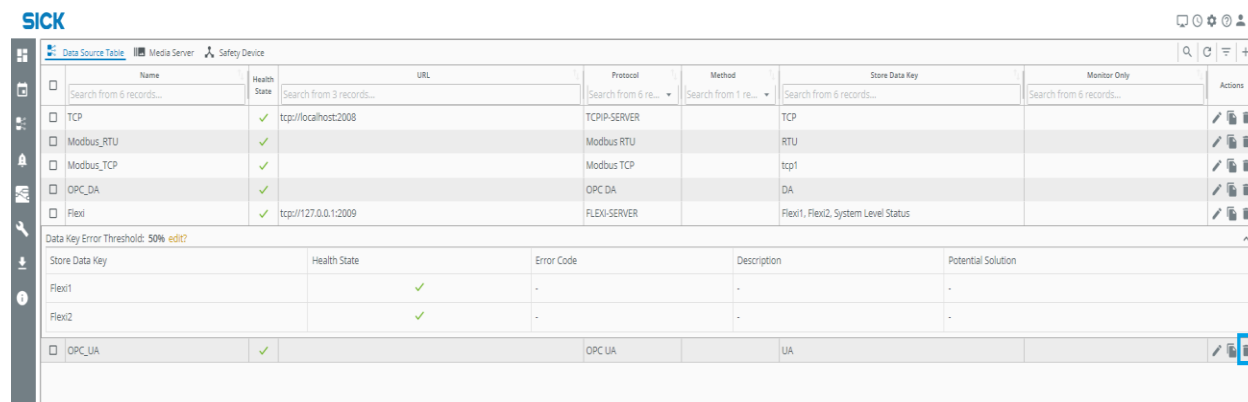 SICK
Data Source Table Media Server Safety Device
Name Health State URL Protocol Method Store Data Key Monitor Only Actions
Search from 6 records... Search from 3 records... Search from 6 re... Search from 1 re... Search from 6 records... Search from 6 records...
TCP tcp://localhost:2008 TCPIP-SERVER TCP
Modbus_RTU Modbus RTU RTU
Modbus_TCP Modbus TCP tcp1
OPC_DA OPC DA DA
Flexi tcp://127.0.0.1:2009 FLEXI-SERVER Flexi1, Flexi2, System Level Status
Data Key Error Threshold: 50% edit?
Store Data Key Health State Error Code Description Potential Solution
Flexi1 - - -
Flexi2 - - -
OPC_UA OPC UA UA